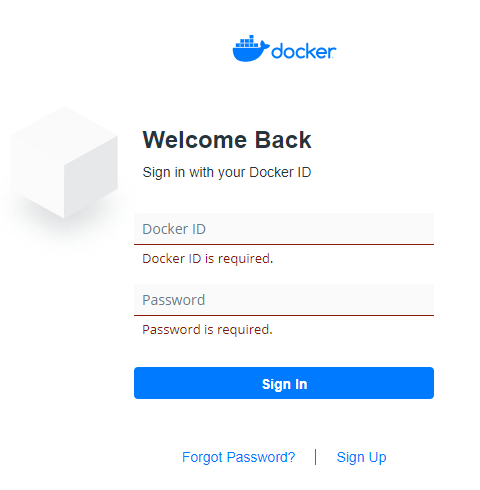 docker
Welcome Back
Sign in with your Docker ID
Docker ID
Docker ID is required.
Password
Password is required.
Sign In
Forgot Password? | Sign Up